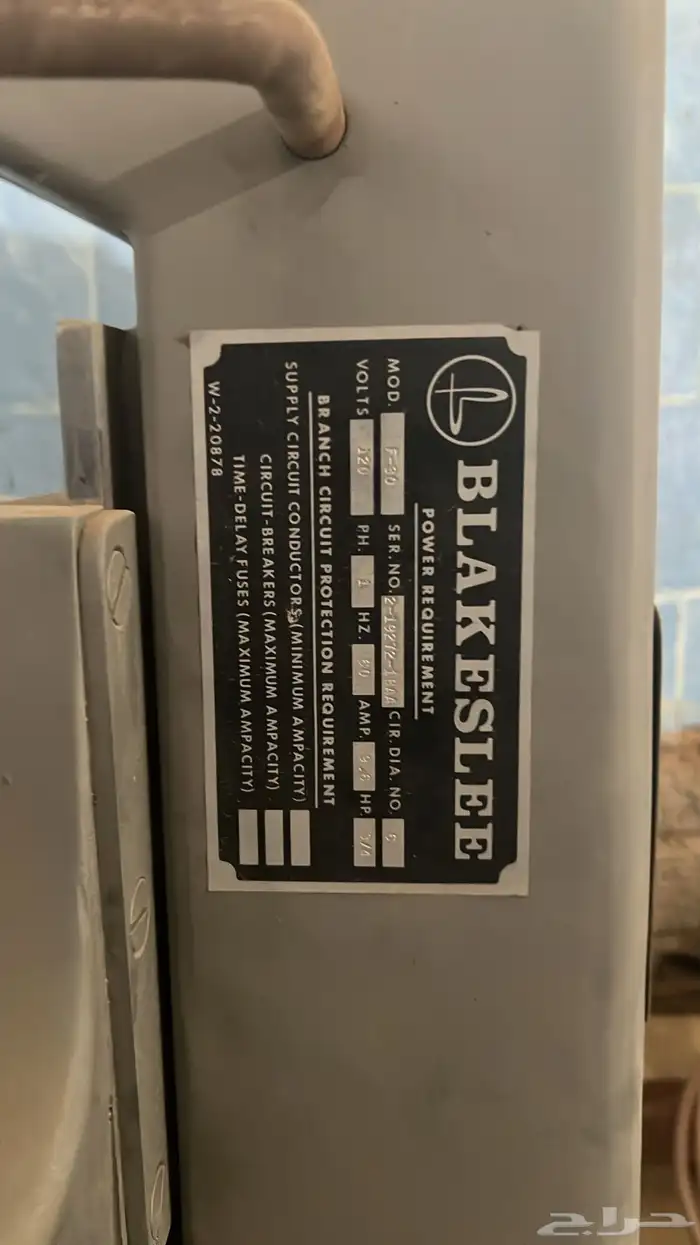 BLAKESLEE
POWER REQUIREMENT
MOD. F-30 SER. NO. CIR. DIA. NO. C
VOLTS 120 PH. 1 HZ. 60 AMP. HP. 3/4
BRANCH CIRCUIT PROTECTION REQUIREMENT
SUPPLY CIRCUIT CONDUCTORS (MINIMUM AMPACITY)
CIRCUIT-BREAKERS (MAXIMUM AMPACITY)
TIME-DELAY FUSES (MAXIMUM AMPACITY)
W-2-20878
حراج